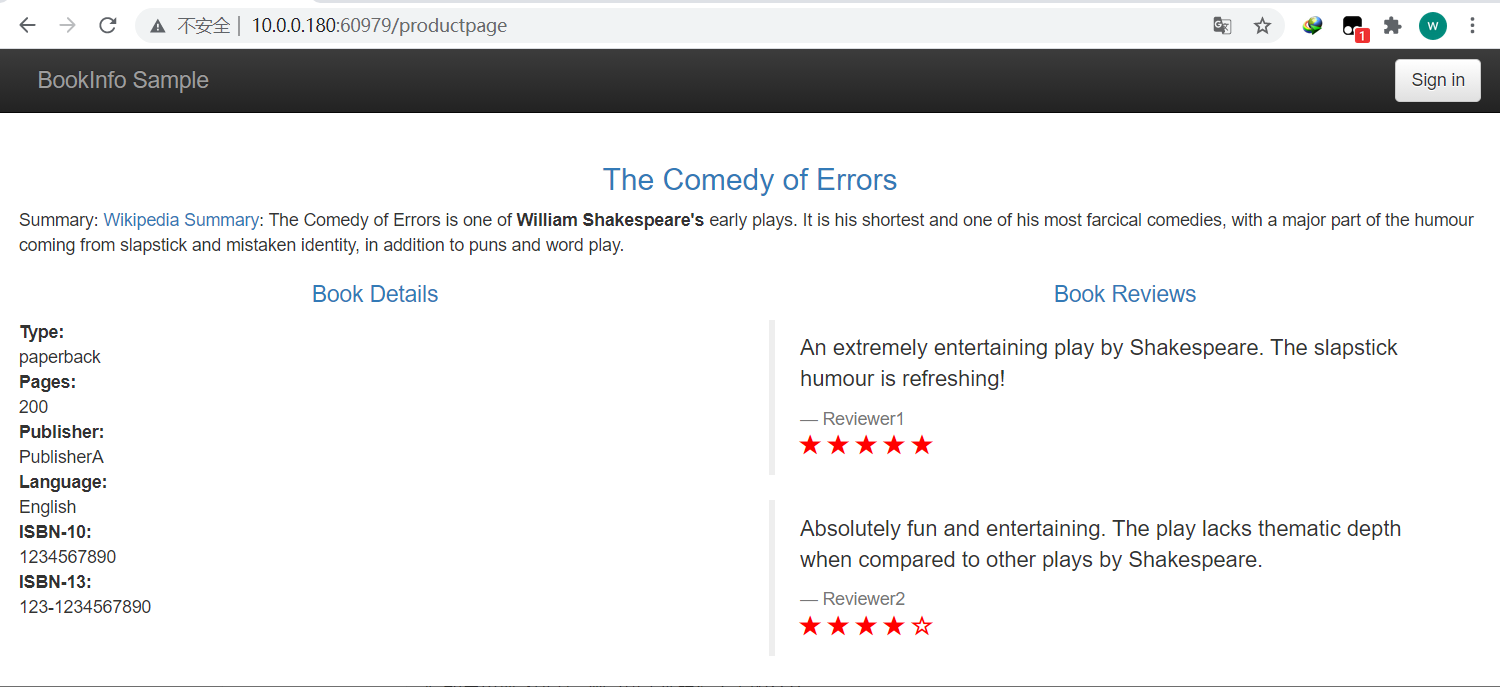 不安全 | 10.0.0.180:60979/productpage
1
W
BookInfo Sample
Sign in
The Comedy of Errors
Summary: Wikipedia Summary: The Comedy of Errors is one of William Shakespeare's early plays. It is his shortest and one of his most farcical comedies, with a major part of the humour
coming from slapstick and mistaken identity, in addition to puns and word play.
Book Details
Type:
paperback
Pages:
200
Publisher:
PublisherA
Language:
English
ISBN-10:
1234567890
ISBN-13:
123-1234567890
Book Reviews
An extremely entertaining play by Shakespeare. The slapstick
humour is refreshing!
— Reviewer1
★ ★ ★ ★ ★
Absolutely fun and entertaining. The play lacks thematic depth
when compared to other plays by Shakespeare.
— Reviewer2
★ ★ ★ ★ ☆